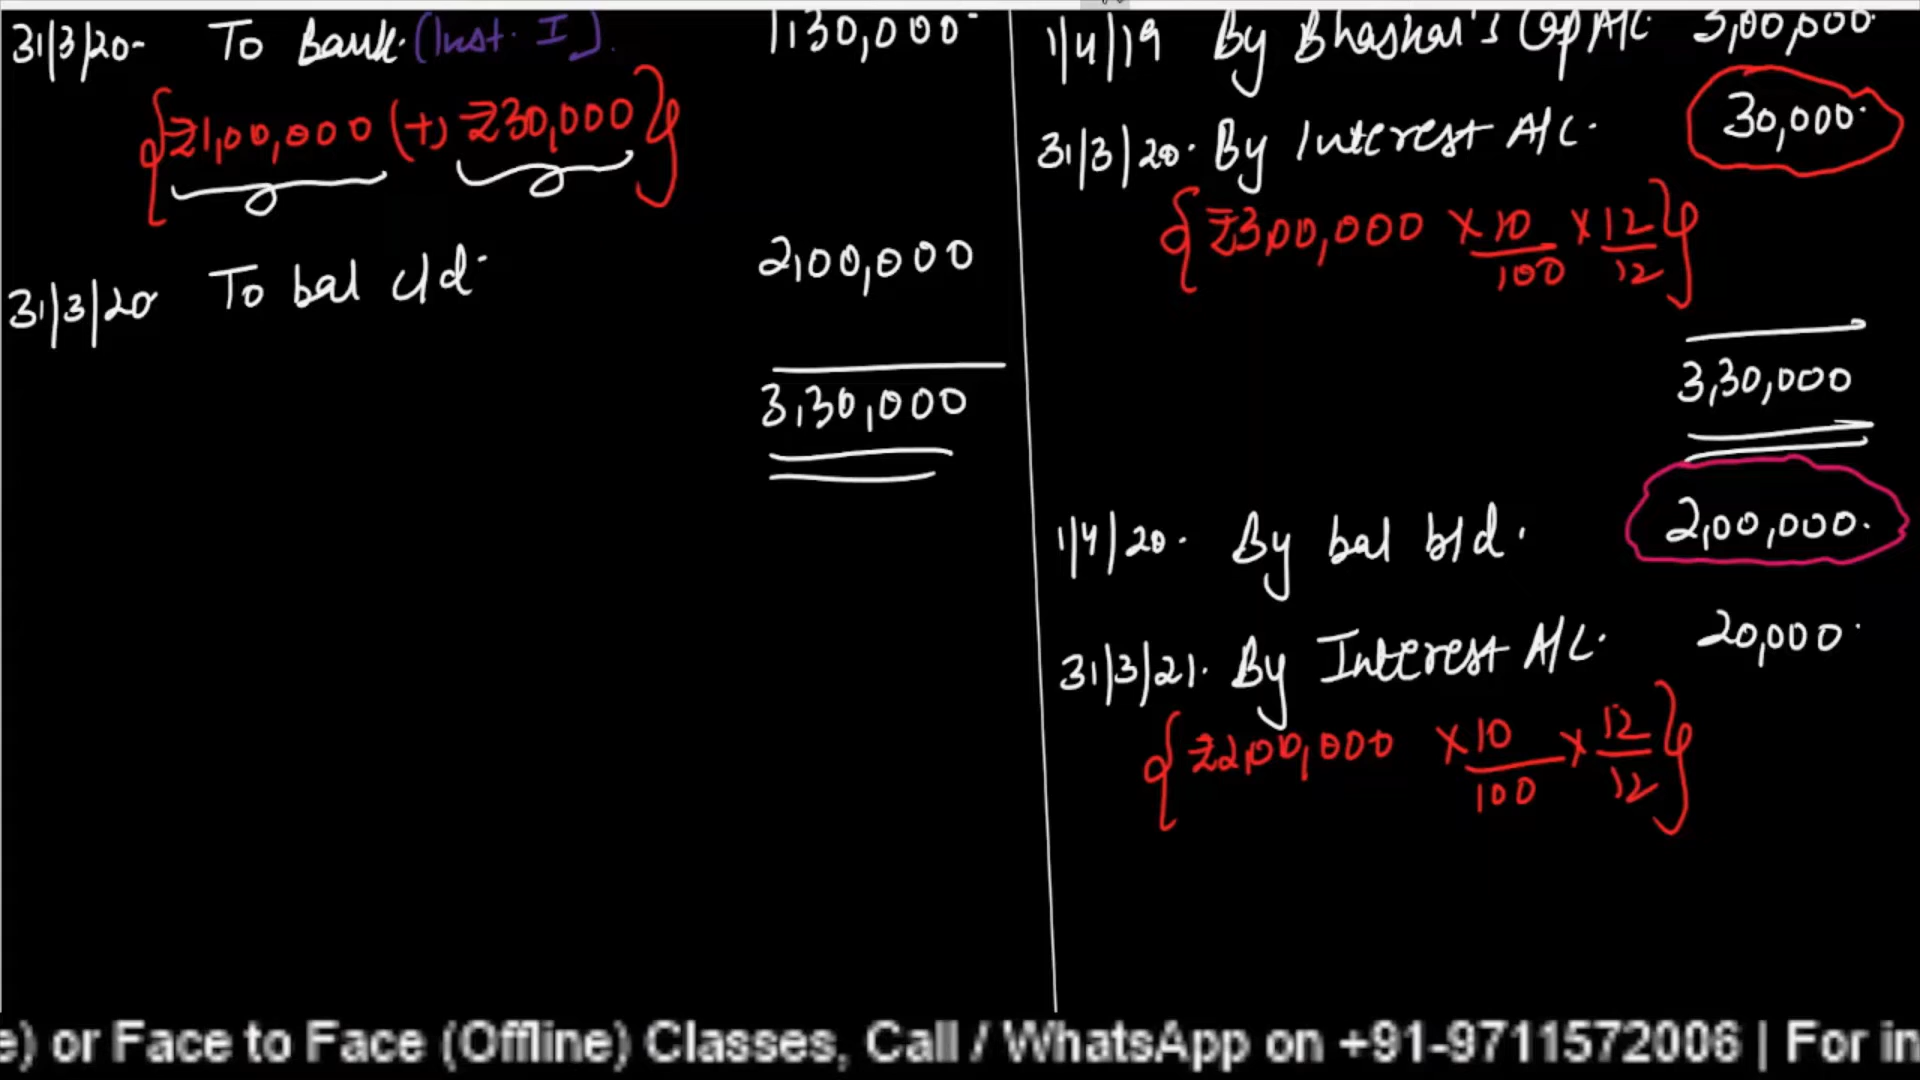 31/3/20- To Bank (Inst. I). 1,30,000
{₹1,00,000 (+) ₹30,000}
31/3/20 To bal c/d 2,00,000
3,30,000
1/4/19 By Bhaskar's Cap A/c 3,00,000
31/3/20. By Interest A/c. 30,000
{₹3,00,000 × 10/100 × 12/12}
3,30,000
1/4/20. By bal b/d. 2,00,000.
31/3/21. By Interest A/c. 20,000
{₹2,00,000 × 10/100 × 12/12}
e) or Face to Face (Offline) Classes, Call / WhatsApp on +91-9711572006 | For in